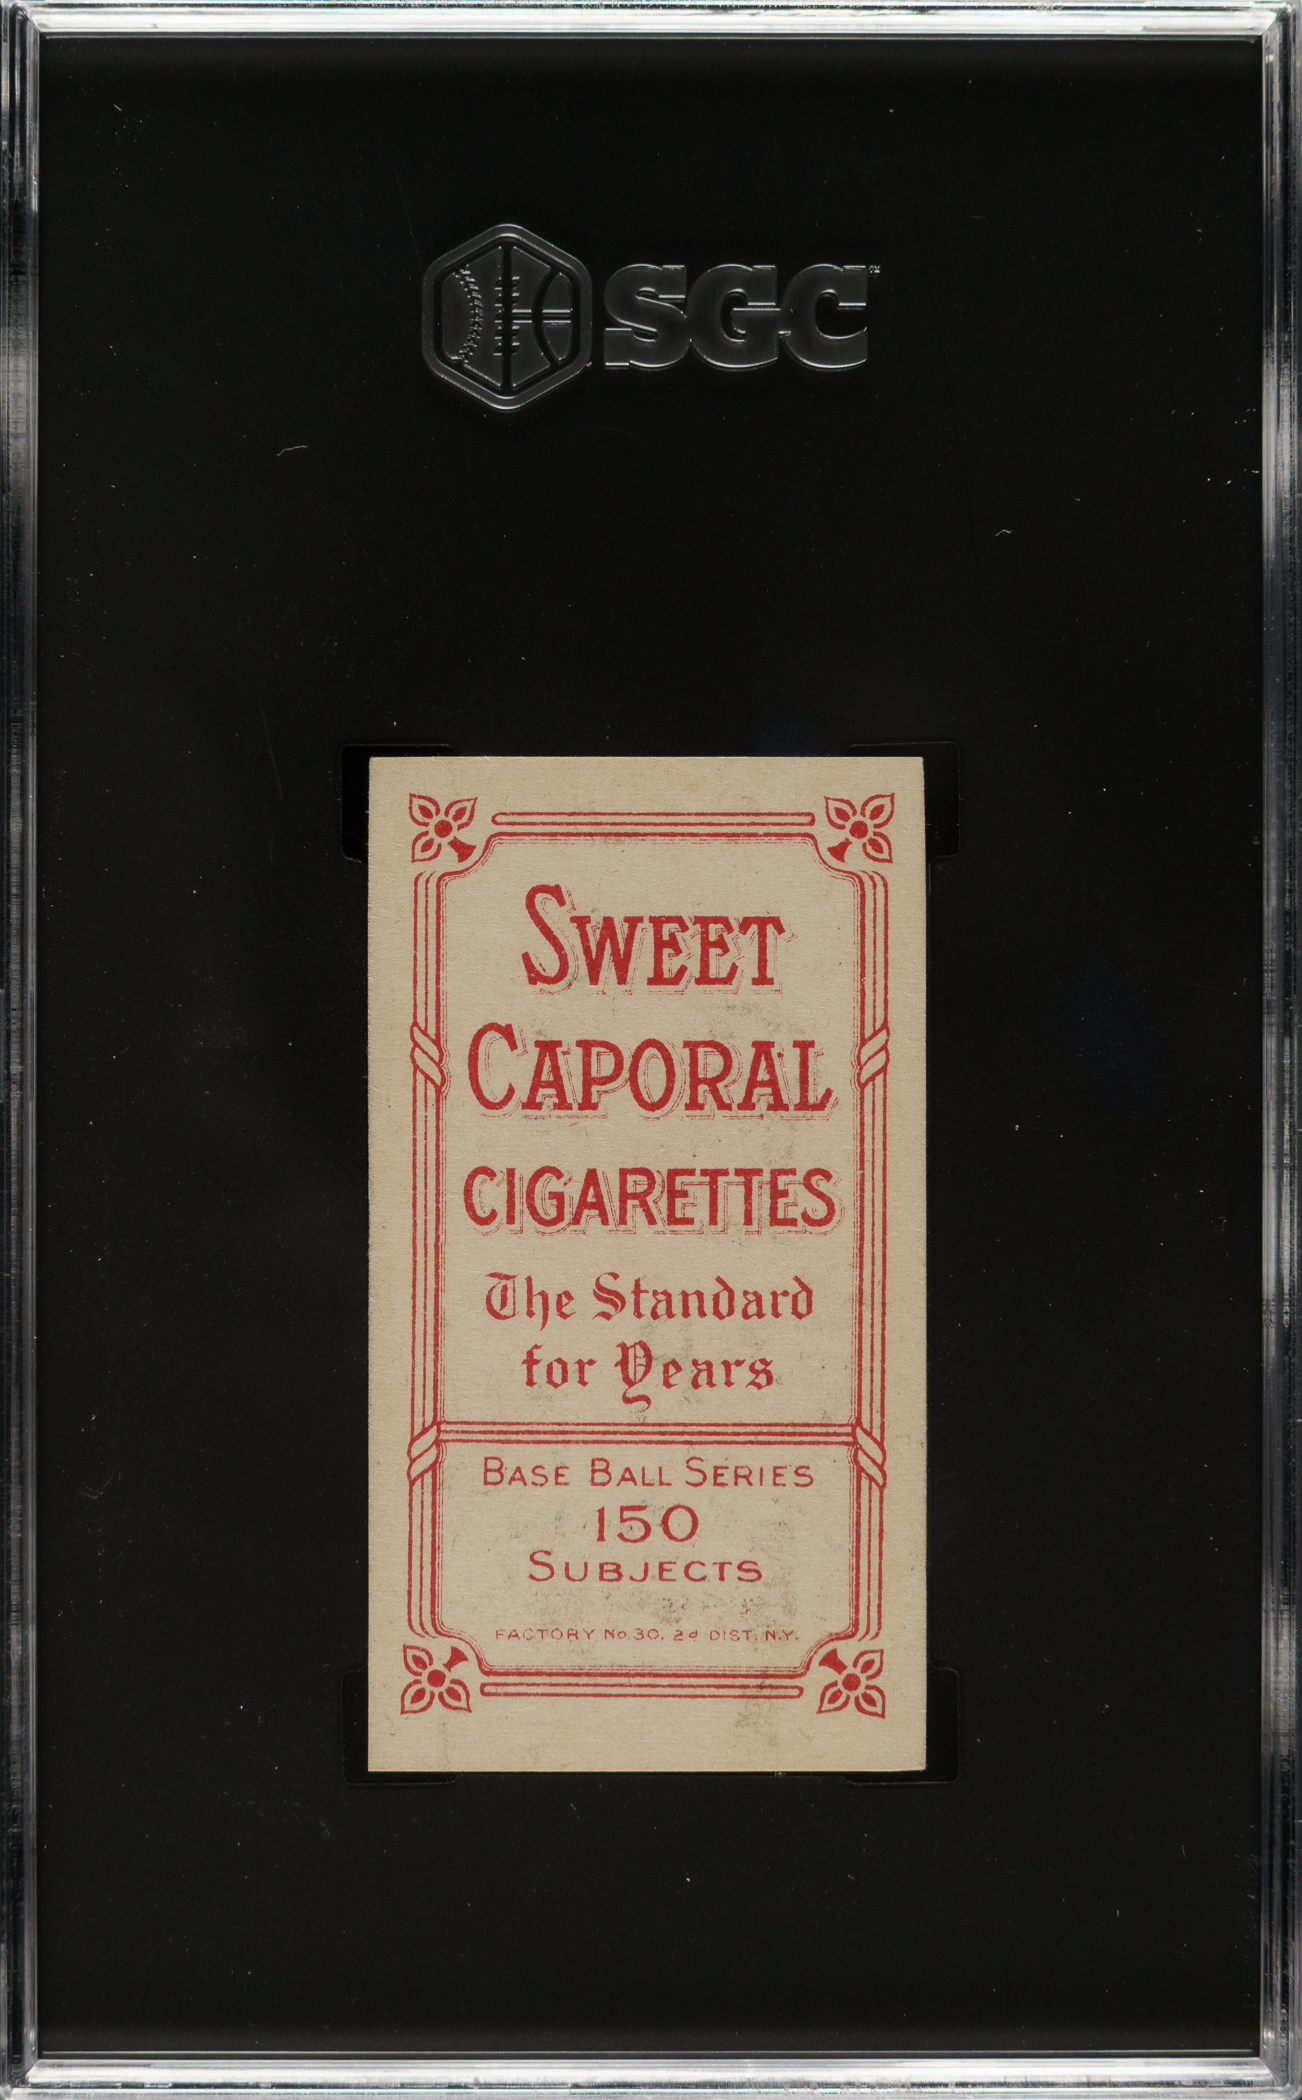 SGC
SWEET
CAPORAL
CIGARETTES
The Standard
for Years
BASE BALL SERIES
150
SUBJECTS
FACTORY No. 30, 2d DIST. N.Y.